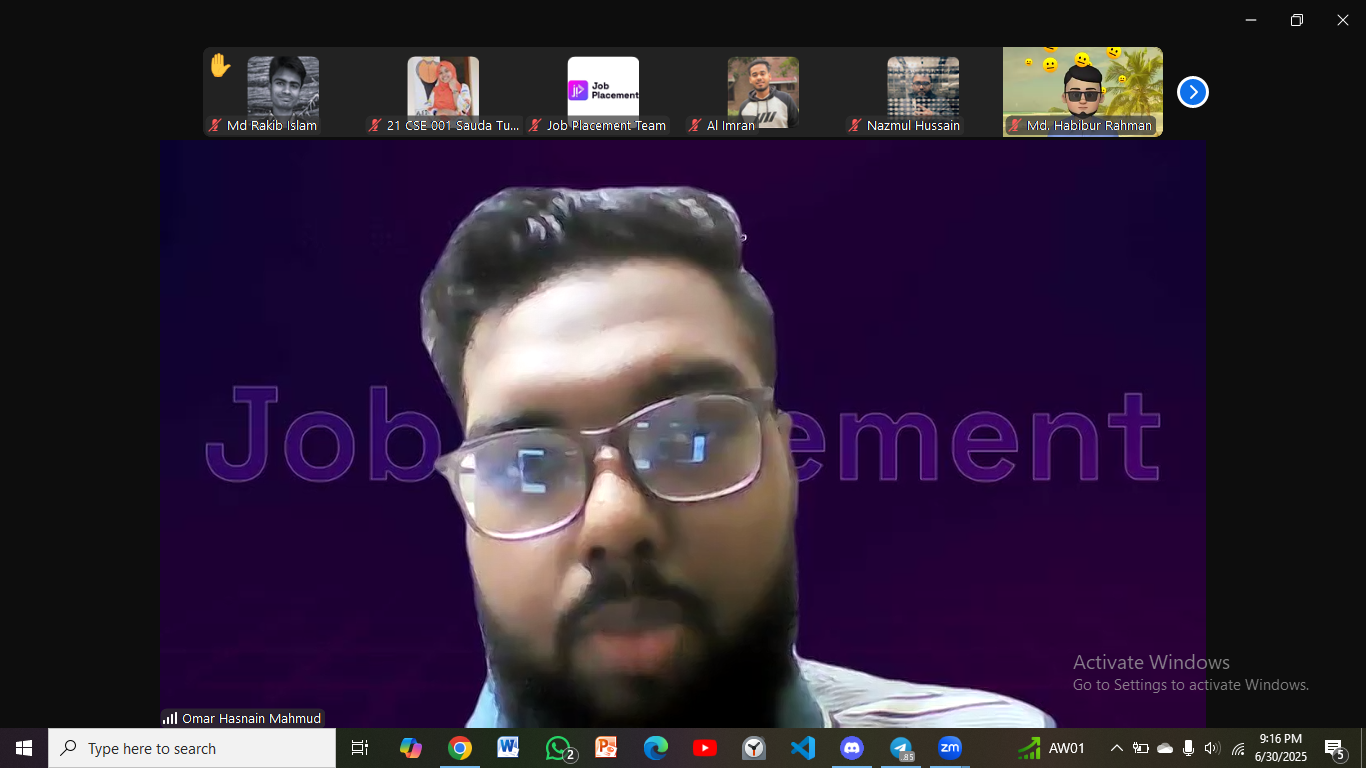 Md Rakib Islam
21 CSE 001 Sauda Tu...
Job
Placement
Job Placement Team
Al Imran
Nazmul Hussain
Md. Habibur Rahman
Job ement
Activate Windows
Go to Settings to activate Windows.
Omar Hasnain Mahmud
Type here to search
2
85
zm
AW01
9:16 PM
6/30/2025
5